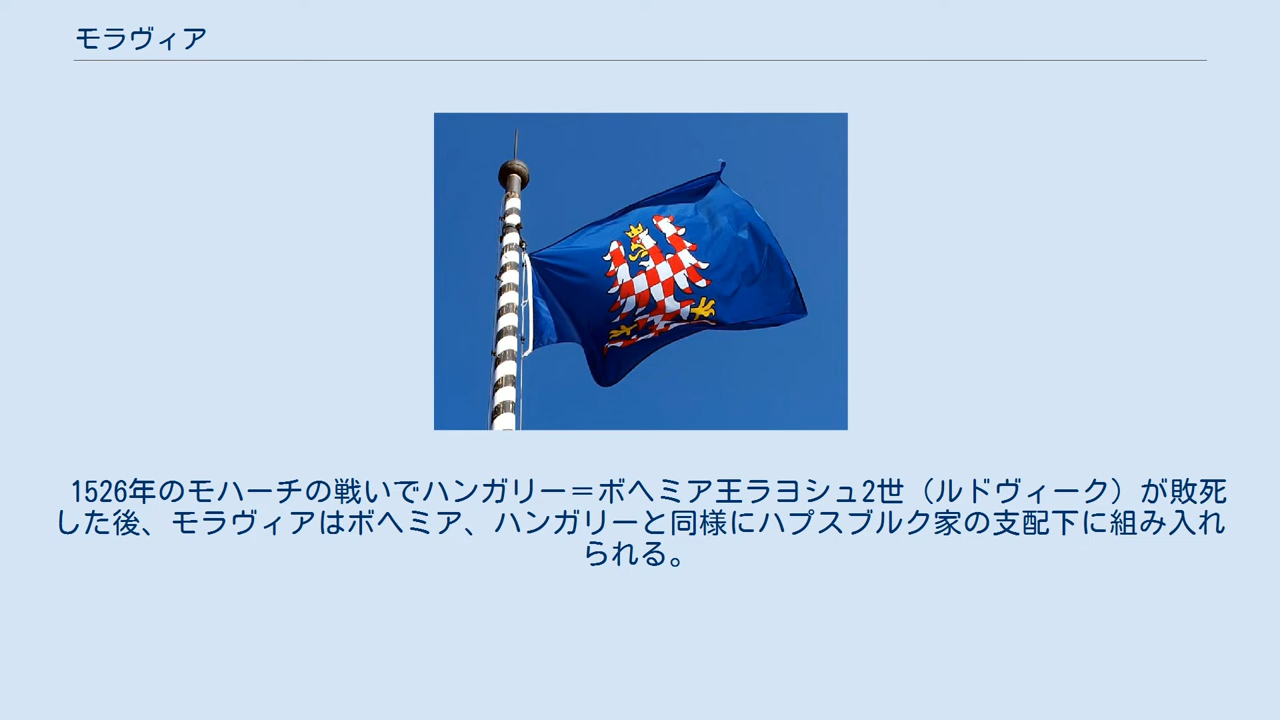 モラヴィア
1526年のモハーチの戦いでハンガリー＝ボヘミア王ラヨシュ2世（ルドヴィーク）が敗死
した後、モラヴィアはボヘミア、ハンガリーと同様にハプスブルク家の支配下に組み入れ
られる。